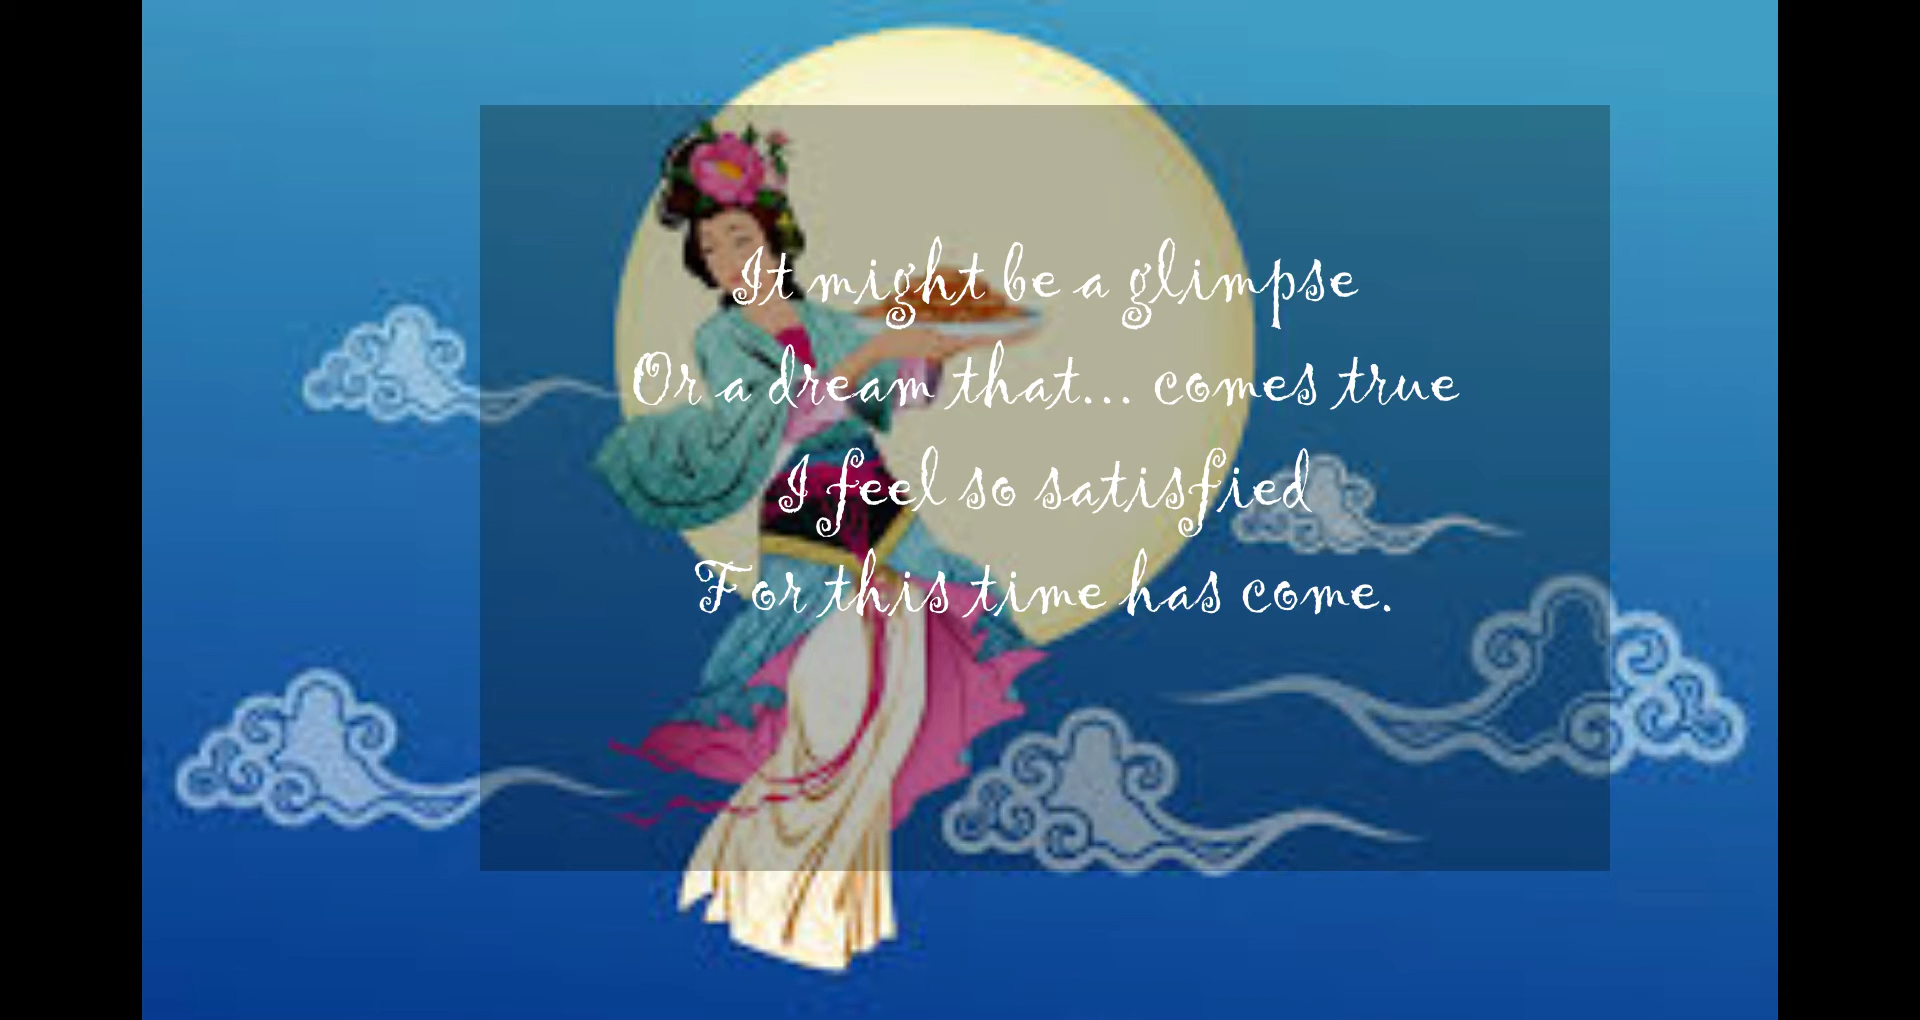 It might be a glimpse
Or a dream that... comes true
I feel so satisfied
For this time has come.